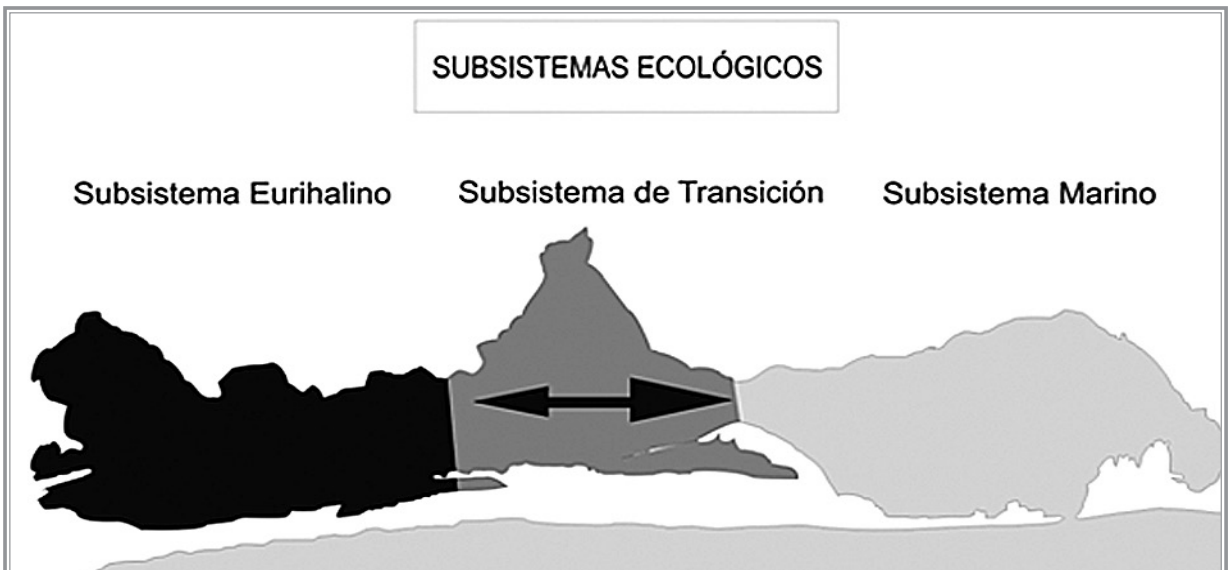 SUBSISTEMAS ECOLÓGICOS
Subsistema Eurihalino
Subsistema de Transición
Subsistema Marino